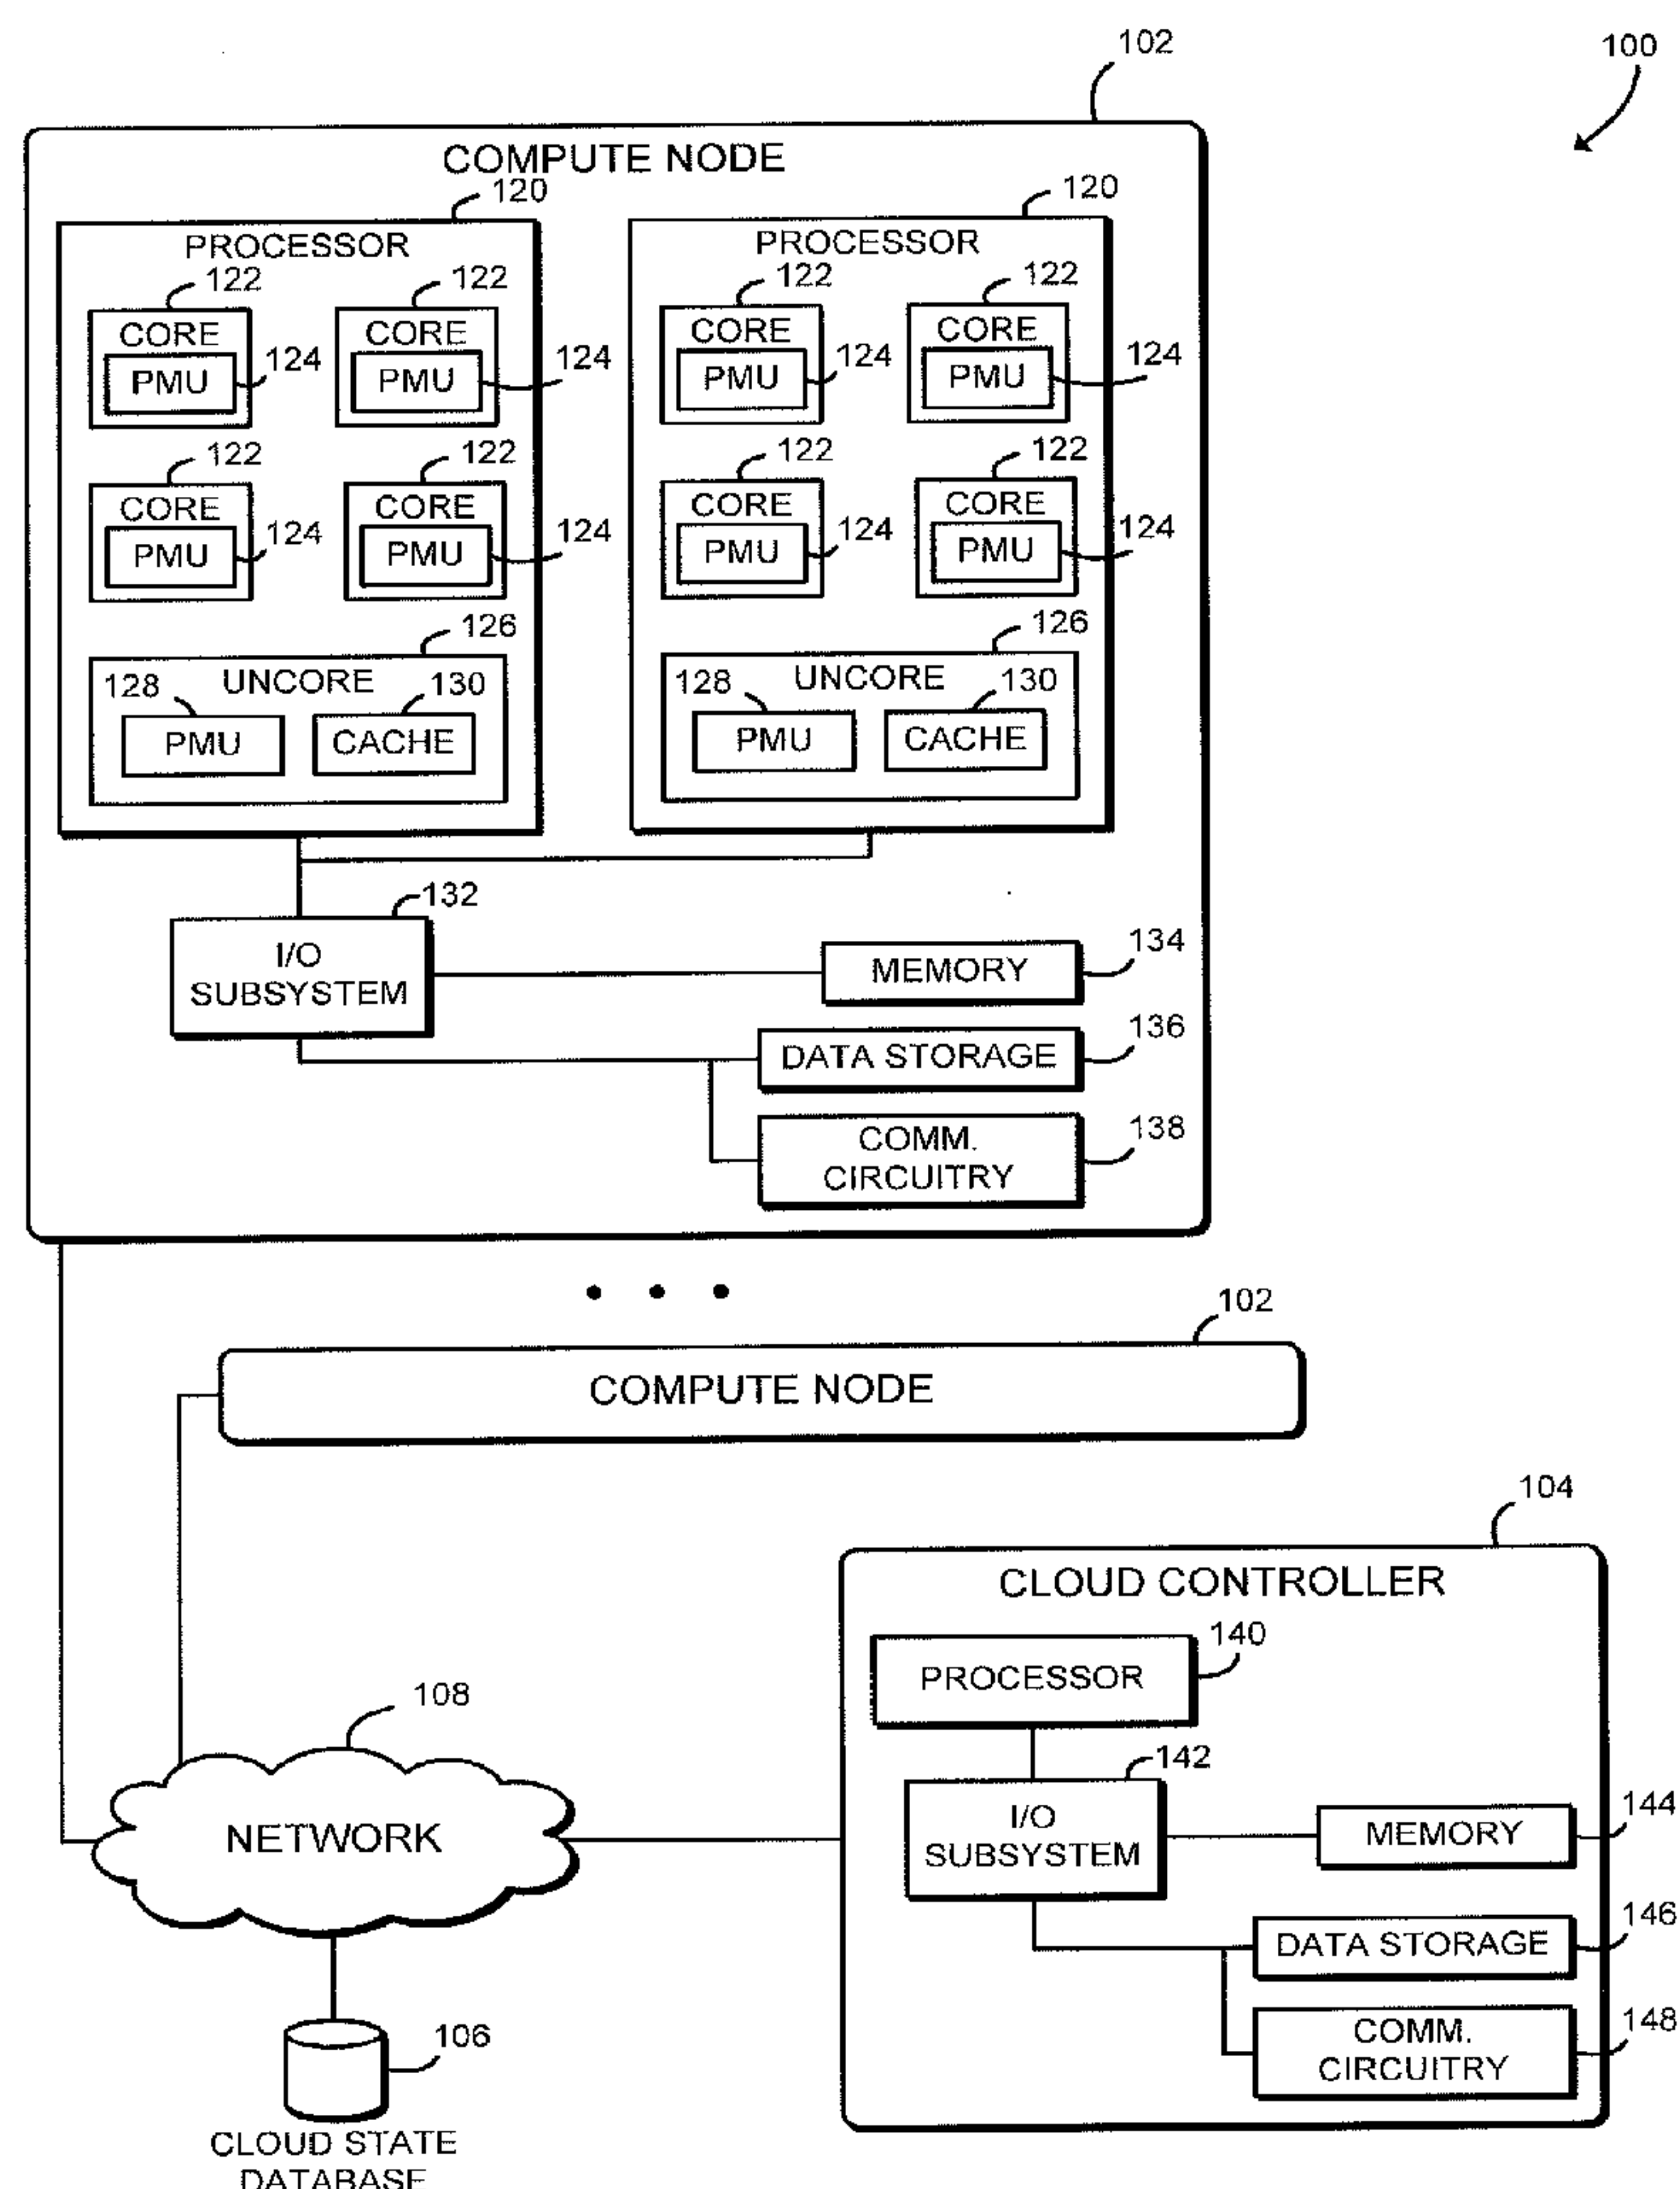 102
100
COMPUTE NODE
120
120
PROCESSOR
PROCESSOR
122
122
122
122
CORE
CORE
CORE
CORE
PMU
124
PMU
124
PMU
124
PMU
124
122
122
122
122
CORE
CORE
CORE
CORE
PMU
124
PMU
124
PMU
124
PMU
124
126
126
128
UNCORE
130
128
UNCORE
130
PMU
CACHE
PMU
CACHE
132
I/O
SUBSYSTEM
134
MEMORY
136
DATA STORAGE
138
COMM.
CIRCUITRY
102
COMPUTE NODE
104
CLOUD CONTROLLER
140
PROCESSOR
108
142
NETWORK
I/O
SUBSYSTEM
144
MEMORY
146
DATA STORAGE
148
COMM.
CIRCUITRY
106
CLOUD STATE
DATABASE